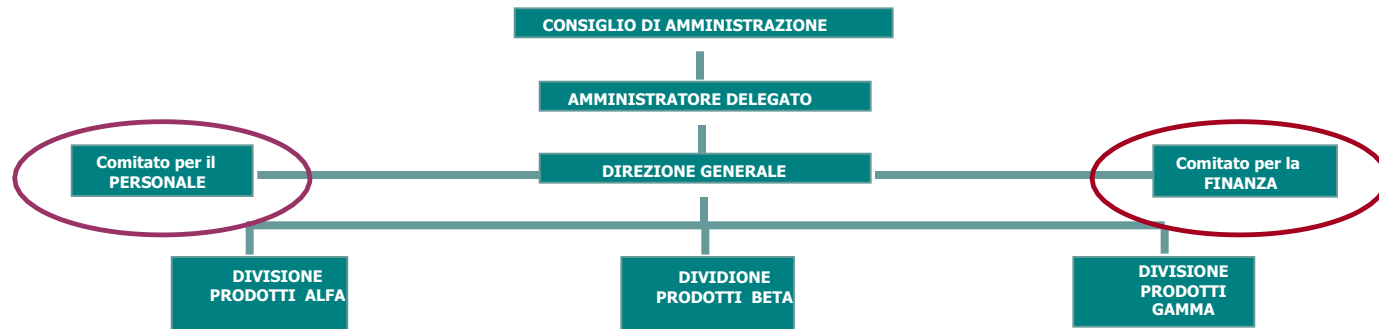 CONSIGLIO DI AMMINISTRAZIONE
AMMINISTRATORE DELEGATO
Comitato per il
PERSONALE
DIREZIONE GENERALE
Comitato per la
FINANZA
DIVISIONE
PRODOTTI ALFA
DIVIDIONE
PRODOTTI BETA
DIVISIONE
PRODOTTI
GAMMA